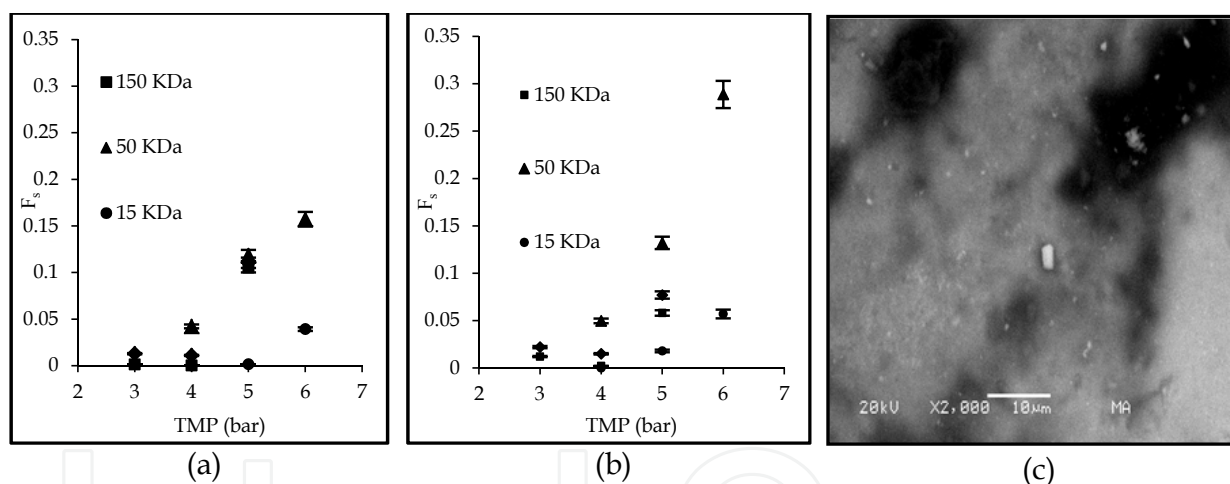 0.35
0.3
0.25
0.2
0.15
0.1
0.05
0
F_s
150 KDa
50 KDa
15 KDa
2 3 4 5 6 7
TMP (bar)
(a)
0.35
0.3
0.25
0.2
0.15
0.1
0.05
0
F_s
150 KDa
50 KDa
15 KDa
2 3 4 5 6 7
TMP (bar)
(b)
20kV X2,000 10µm MA
(c)